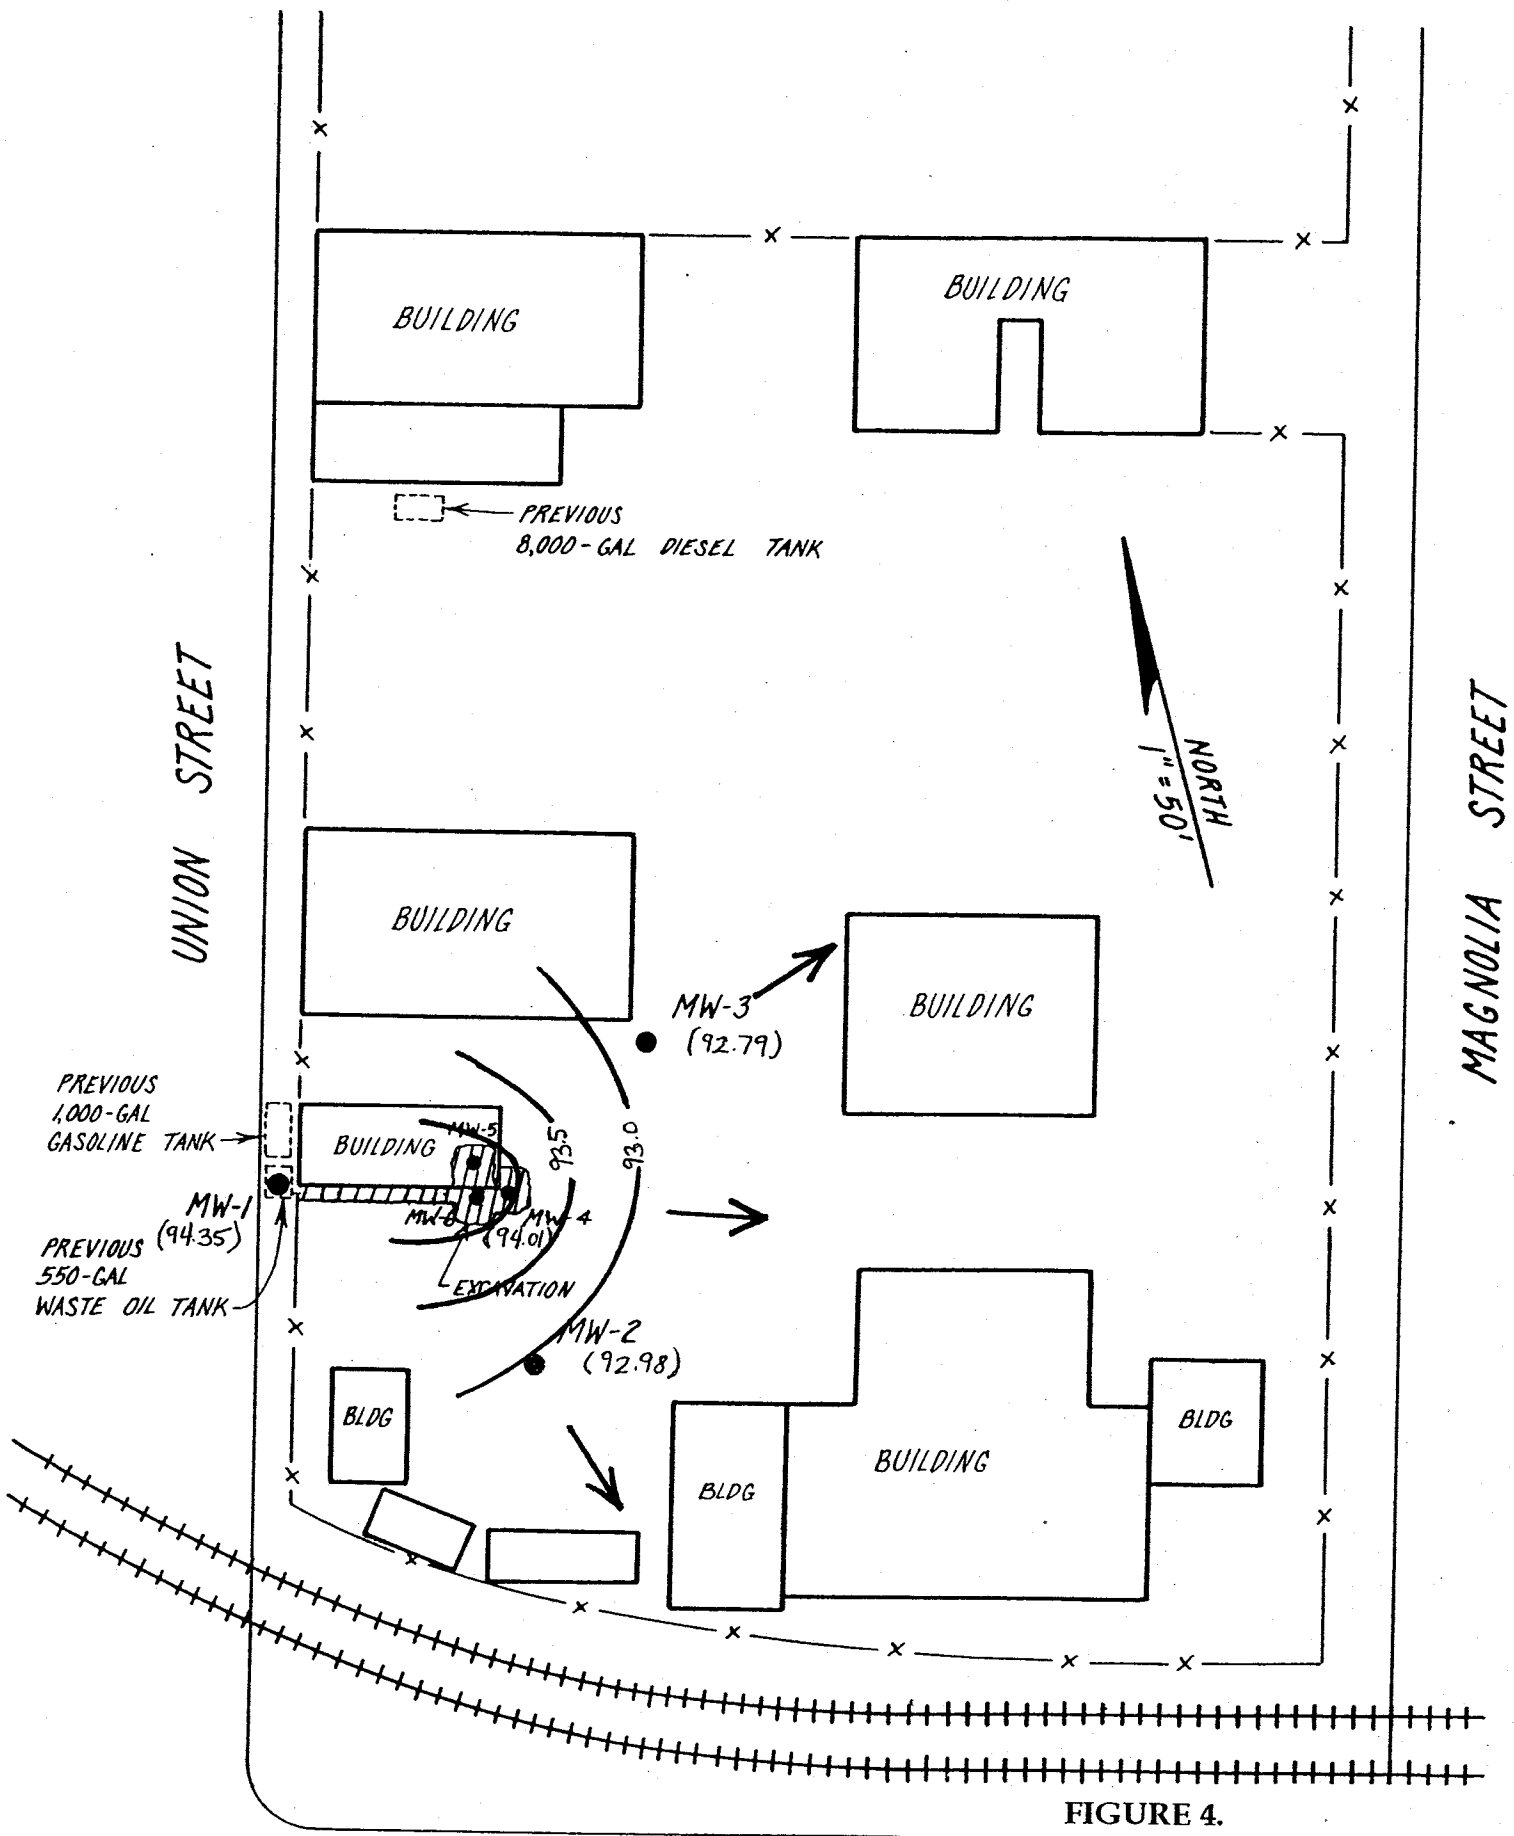 BUILDING
BUILDING
PREVIOUS
8,000-GAL DIESEL TANK
UNION STREET
MAGNOLIA STREET
NORTH
1" = 50'
BUILDING
MW-3
(92.79)
BUILDING
PREVIOUS
1,000-GAL
GASOLINE TANK
BUILDING
MW-5
93.5
93.0
MW-1
(94.35)
MW-6
MW-4
(94.01)
PREVIOUS
550-GAL
WASTE OIL TANK
EXCAVATION
MW-2
(92.98)
BLDG
BLDG
BUILDING
BLDG
FIGURE 4.